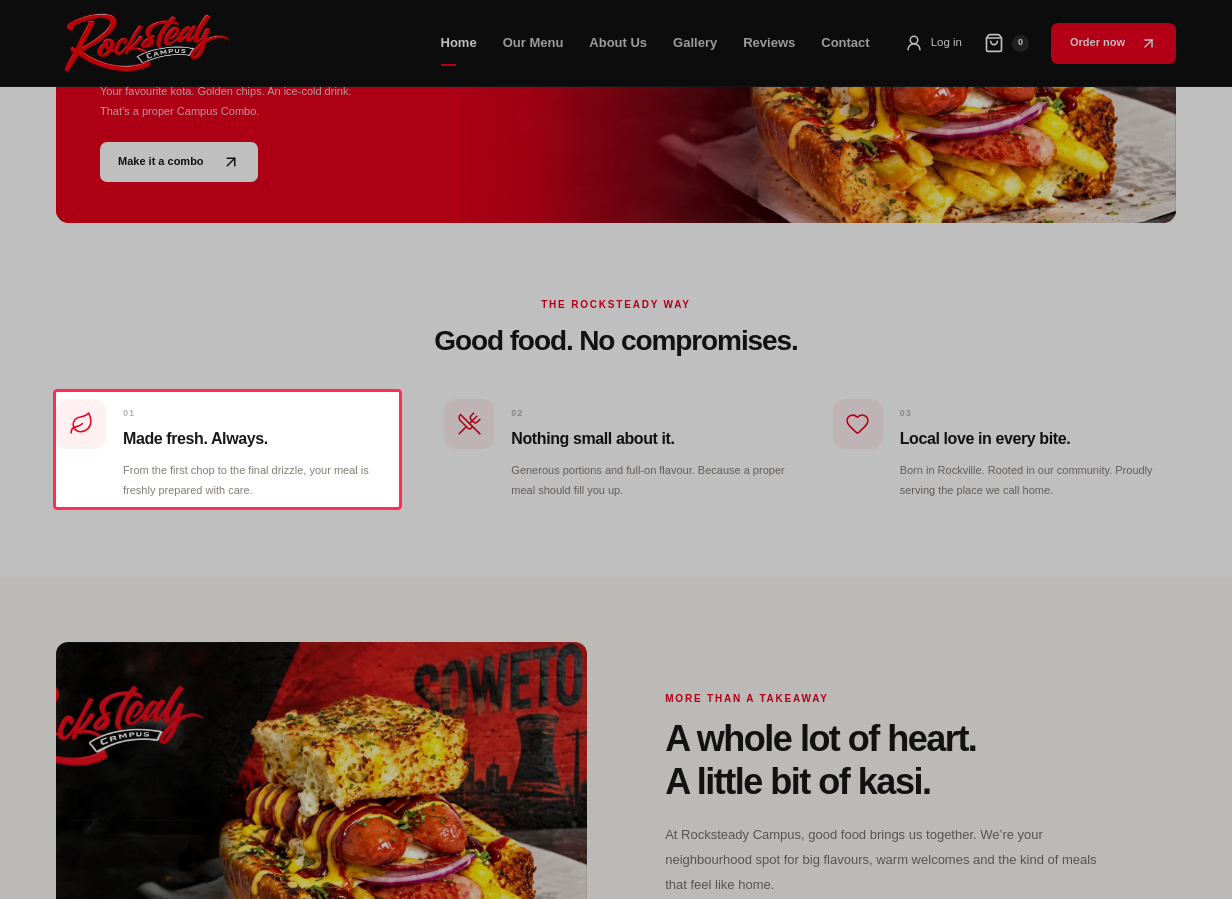 Rocksteady
CAMPUS
Home
Our Menu
About Us
Gallery
Reviews
Contact
Log in
0
Order now
Your favourite kota. Golden chips. An ice-cold drink.
That's a proper Campus Combo.
Make it a combo
THE ROCKSTEADY WAY
Good food. No compromises.
01
Made fresh. Always.
From the first chop to the final drizzle, your meal is
freshly prepared with care.
02
Nothing small about it.
Generous portions and full-on flavour. Because a proper
meal should fill you up.
03
Local love in every bite.
Born in Rockville. Rooted in our community. Proudly
serving the place we call home.
SOWETO
cksteady
CAMPUS
MORE THAN A TAKEAWAY
A whole lot of heart.
A little bit of kasi.
At Rocksteady Campus, good food brings us together. We’re your
neighbourhood spot for big flavours, warm welcomes and the kind of meals
that feel like home.